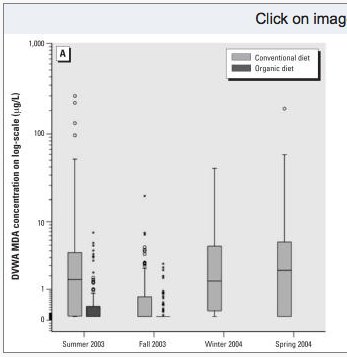 Click on imag
1,000
A
Conventional diet
Organic diet
DVWA MDA concentration on log-scale (µg/L)
100
10
1
0
Summer 2003
Fall 2003
Winter 2004
Spring 2004